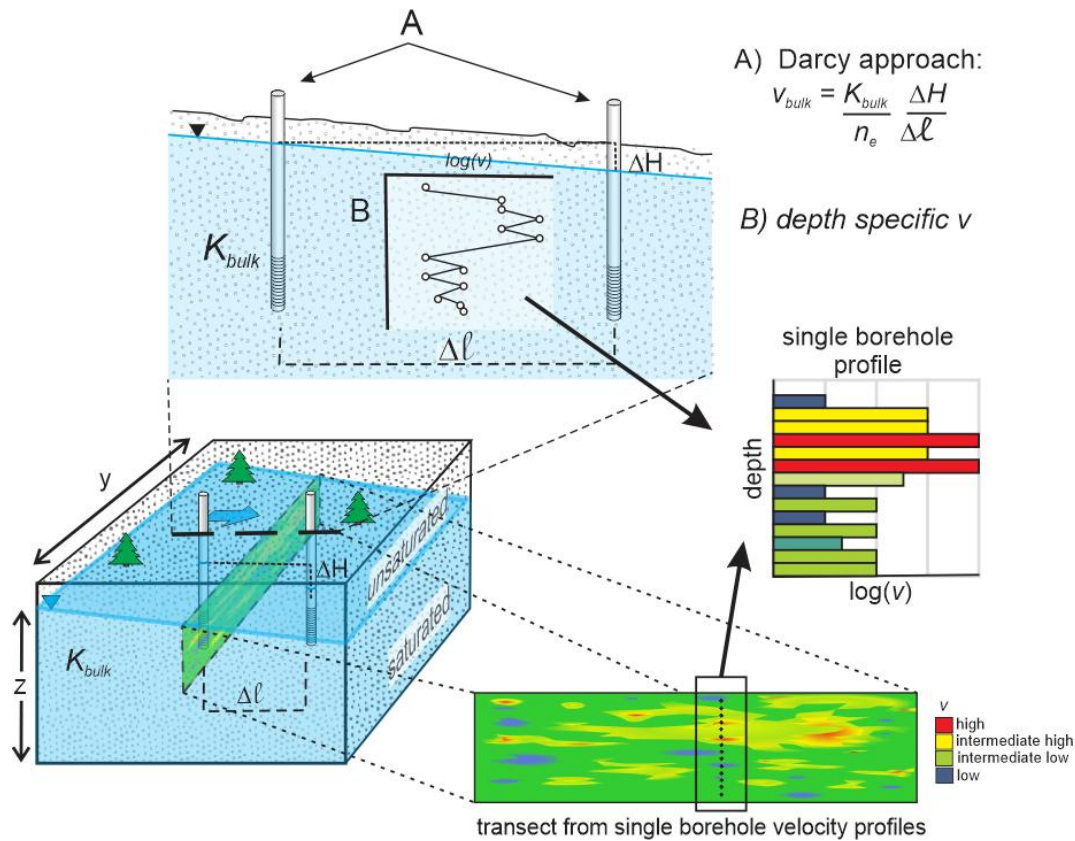 A
A) Darcy approach:
v_bulk = K_bulk / n_e ΔH / Δℓ
log(v)
ΔH
B
B) depth specific v
K_bulk
Δℓ
single borehole
profile
depth
log(v)
y
unsaturated
ΔH
saturated
K_bulk
z
Δℓ
v
high
intermediate high
intermediate low
low
transect from single borehole velocity profiles